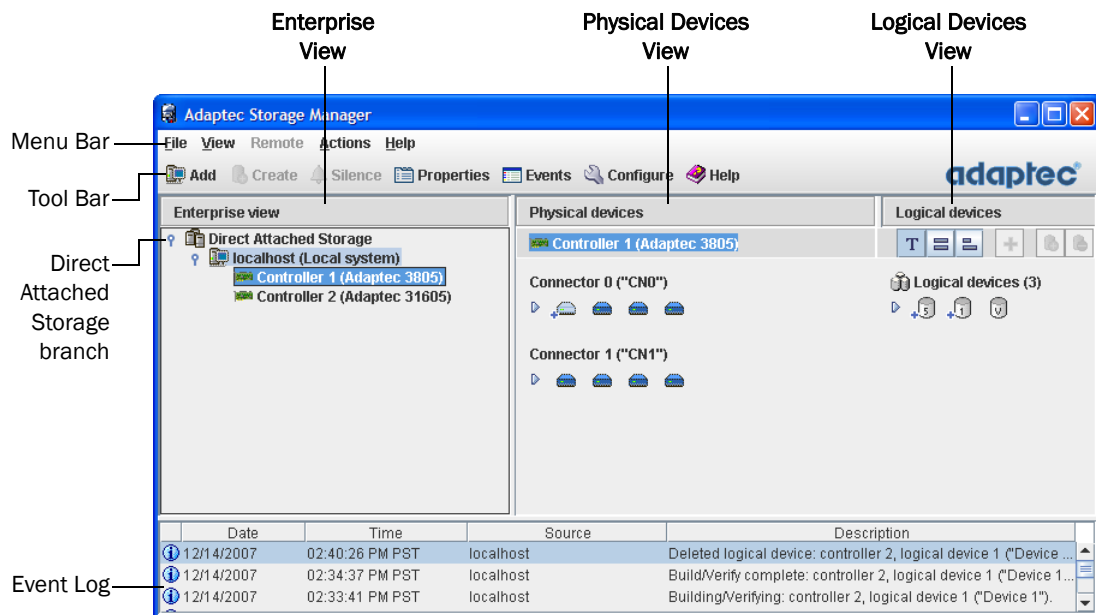 Enterprise View
Physical Devices View
Logical Devices View
Adaptec Storage Manager
Menu Bar
File View Remote Actions Help
Tool Bar
Add Create Silence Properties Events Configure Help
adaptec
Enterprise view
Physical devices
Logical devices
Direct Attached Storage branch
Direct Attached Storage
localhost (Local system)
Controller 1 (Adaptec 3805)
Controller 2 (Adaptec 31605)
Controller 1 (Adaptec 3805)
Connector 0 ("CN0")
Connector 1 ("CN1")
T
Logical devices (3)
5 1 V
Date Time Source Description
12/14/2007 02:40:26 PM PST localhost Deleted logical device: controller 2, logical device 1 ("Device ...
12/14/2007 02:34:37 PM PST localhost Build/Verify complete: controller 2, logical device 1 ("Device 1...
Event Log
12/14/2007 02:33:41 PM PST localhost Building/Verifying: controller 2, logical device 1 ("Device 1").